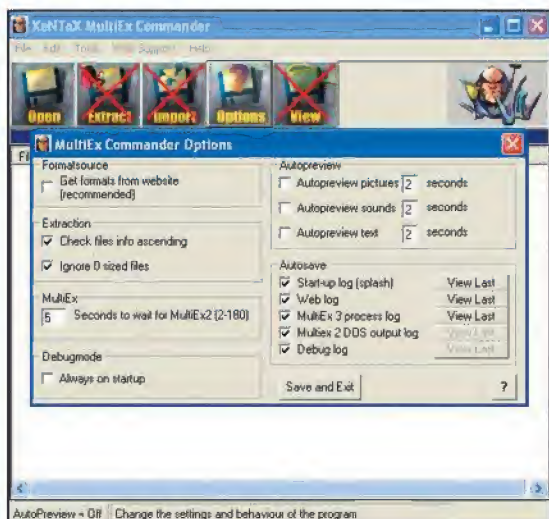 XeNTaX MultiEx Commander
File Edit Tools Web Support Help
Open Extract Import Options View
MultiEx Commander Options
Formatsource
Get formats from website
(recommended)
Extraction
Check files info ascending
Ignore 0 sized files
MultiEx
5 Seconds to wait for MultiEx2 (2-180)
Debugmode
Always on startup
Autopreview
Autopreview pictures 2 seconds
Autopreview sounds 2 seconds
Autopreview text 2 seconds
Autosave
Start-up log (splash) View Last
Web log View Last
MultiEx 3 process log View Last
Multiex 2 DOS output log View Last
Debug log View Last
Save and Exit ?
AutoPreview = Off Change the settings and behaviour of the program